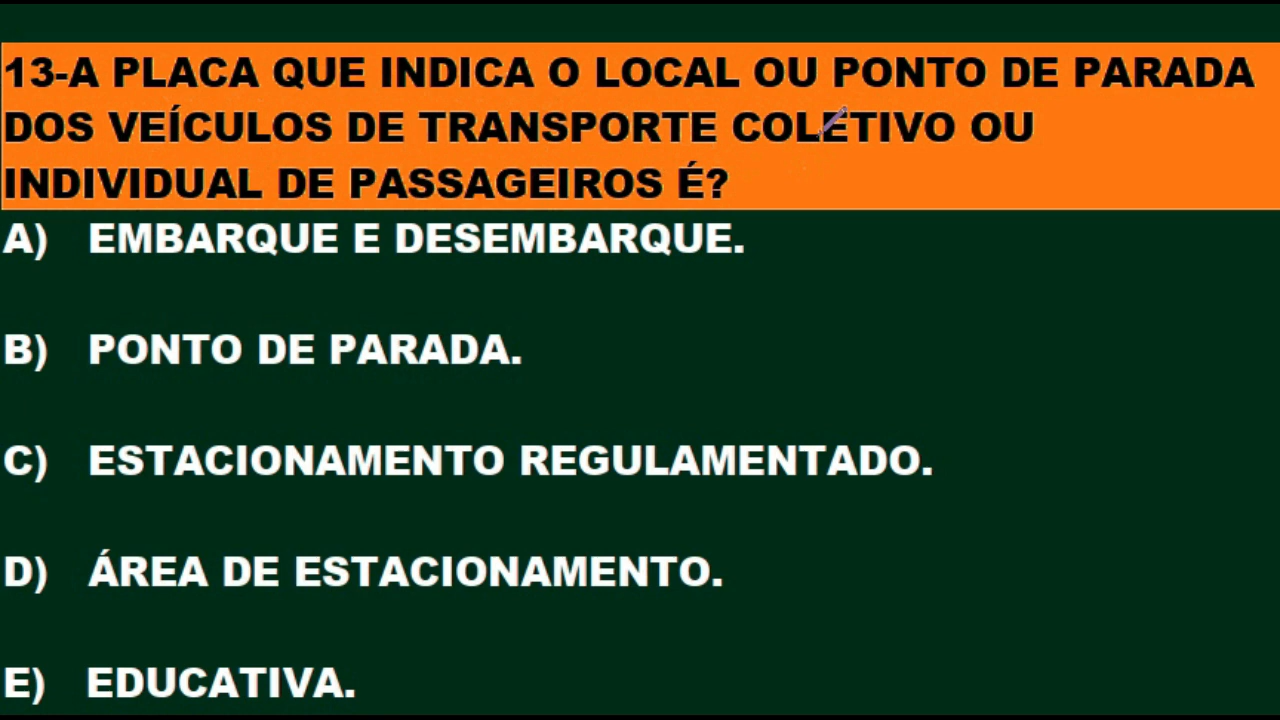 13-A PLACA QUE INDICA O LOCAL OU PONTO DE PARADA
DOS VEÍCULOS DE TRANSPORTE COLETIVO OU
INDIVIDUAL DE PASSAGEIROS É?
A) EMBARQUE E DESEMBARQUE.
B) PONTO DE PARADA.
C) ESTACIONAMENTO REGULAMENTADO.
D) ÁREA DE ESTACIONAMENTO.
E) EDUCATIVA.